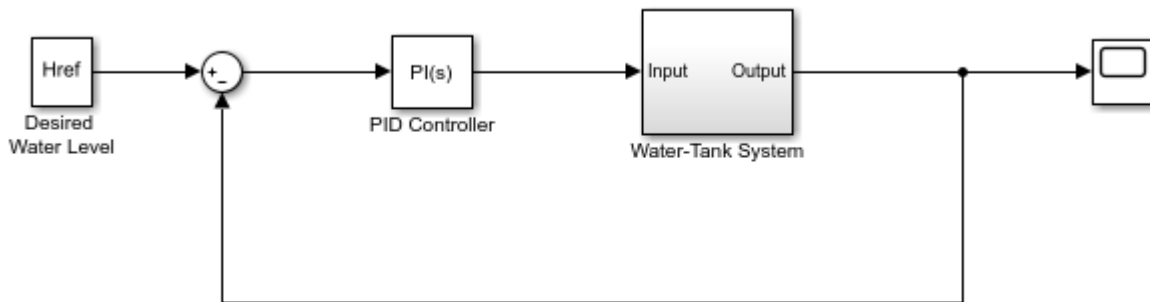 Href
+
−
PI(s)
Input
Output
Desired
Water Level
PID Controller
Water-Tank System